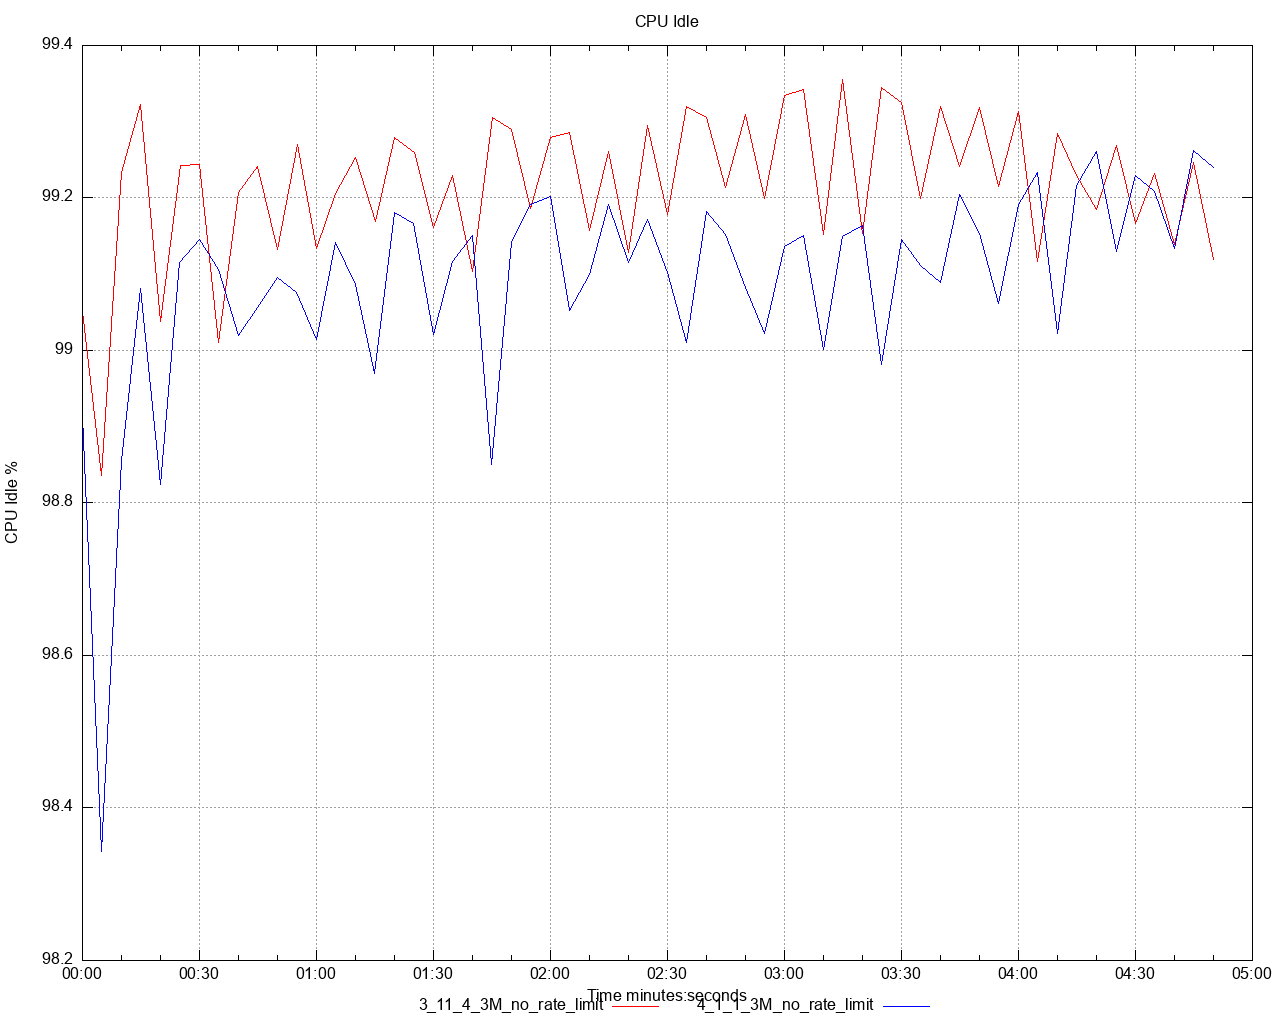 CPU Idle
99.4
99.2
99
98.8
98.6
98.4
98.2
CPU Idle %
00:00 00:30 01:00 01:30 02:00 02:30 03:00 03:30 04:00 04:30 05:00
Time minutes:seconds
3_11_4_3M_no_rate_limit 4_1_1_3M_no_rate_limit